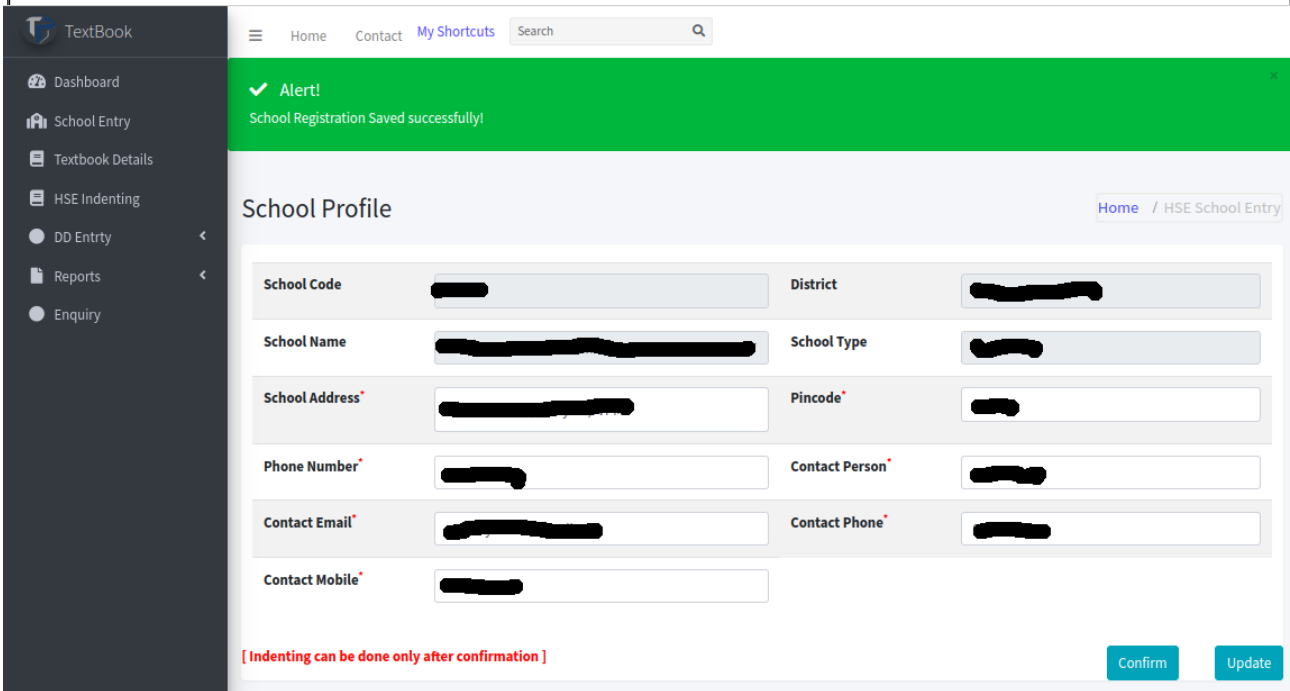 TextBook
Home Contact My Shortcuts Search
Dashboard
School Entry
Textbook Details
HSE Indenting
DD Entrty
Reports
Enquiry
Alert!
×
School Registration Saved successfully!
School Profile
Home / HSE School Entry
School Code District
School Name School Type
School Address* Pincode*
Phone Number* Contact Person*
Contact Email* Contact Phone*
Contact Mobile*
[ Indenting can be done only after confirmation ]
Confirm Update